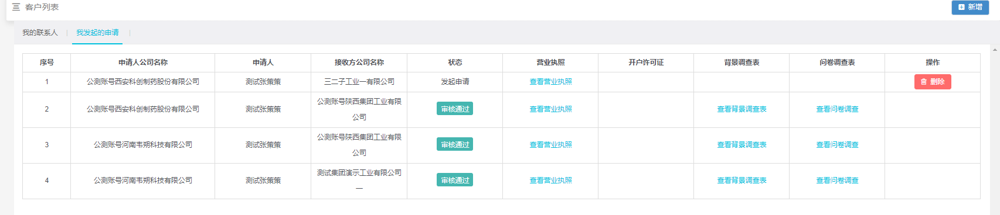 客户列表
新增
我的联系人
我发起的申请
序号 申请人公司名称 申请人 接收方公司名称 状态 营业执照 开户许可证 背景调查表 问卷调查表 操作
1 公测账号西安科创制药股份有限公司 测试张策策 三二子工业一有限公司 发起申请 查看营业执照 删除
2 公测账号西安科创制药股份有限公司 测试张策策 公测账号陕西集团工业有限
公司 审核通过 查看营业执照 查看背景调查表 查看问卷调查
3 公测账号河南韦朔科技有限公司 测试张策策 公测账号陕西集团工业有限
公司 审核通过 查看营业执照 查看背景调查表 查看问卷调查
4 公测账号河南韦朔科技有限公司 测试张策策 测试集团演示工业有限公司
一 审核通过 查看营业执照 查看背景调查表 查看问卷调查